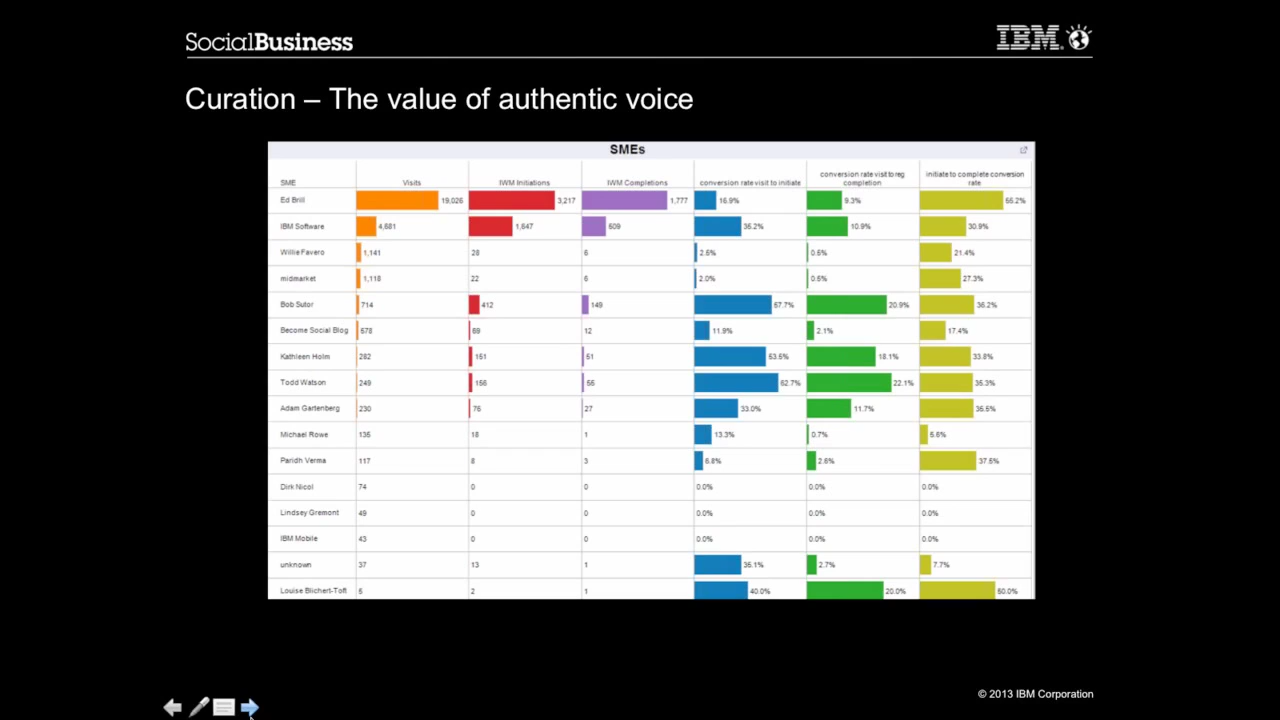 SocialBusiness
IBM
Curation – The value of authentic voice
SMEs
SME Visits IWM Initiations IWM Completions conversion rate visit to initiate conversion rate visit to reg completion initiate to complete conversion rate
Ed Brill 19,026 3,217 1,777 16.9% 9.3% 55.2%
IBM Software 4,681 1,647 509 35.2% 10.9% 30.9%
Willie Favero 1,141 28 6 2.5% 0.5% 21.4%
midmarket 1,118 22 6 2.0% 0.5% 27.3%
Bob Sutor 714 412 149 57.7% 20.9% 36.2%
Become Social Blog 578 69 12 11.9% 2.1% 17.4%
Kathleen Holm 282 151 51 53.5% 18.1% 33.8%
Todd Watson 249 156 55 62.7% 22.1% 35.3%
Adam Gartenberg 230 76 27 33.0% 11.7% 35.5%
Michael Rowe 135 18 1 13.3% 0.7% 5.6%
Paridh Verma 117 8 3 6.8% 2.6% 37.5%
Dirk Nicol 74 0 0 0.0% 0.0% 0.0%
Lindsey Gremont 49 0 0 0.0% 0.0% 0.0%
IBM Mobile 43 0 0 0.0% 0.0% 0.0%
unknown 37 13 1 35.1% 2.7% 7.7%
Louise Blichert-Toft 5 2 1 40.0% 20.0% 50.0%
© 2013 IBM Corporation